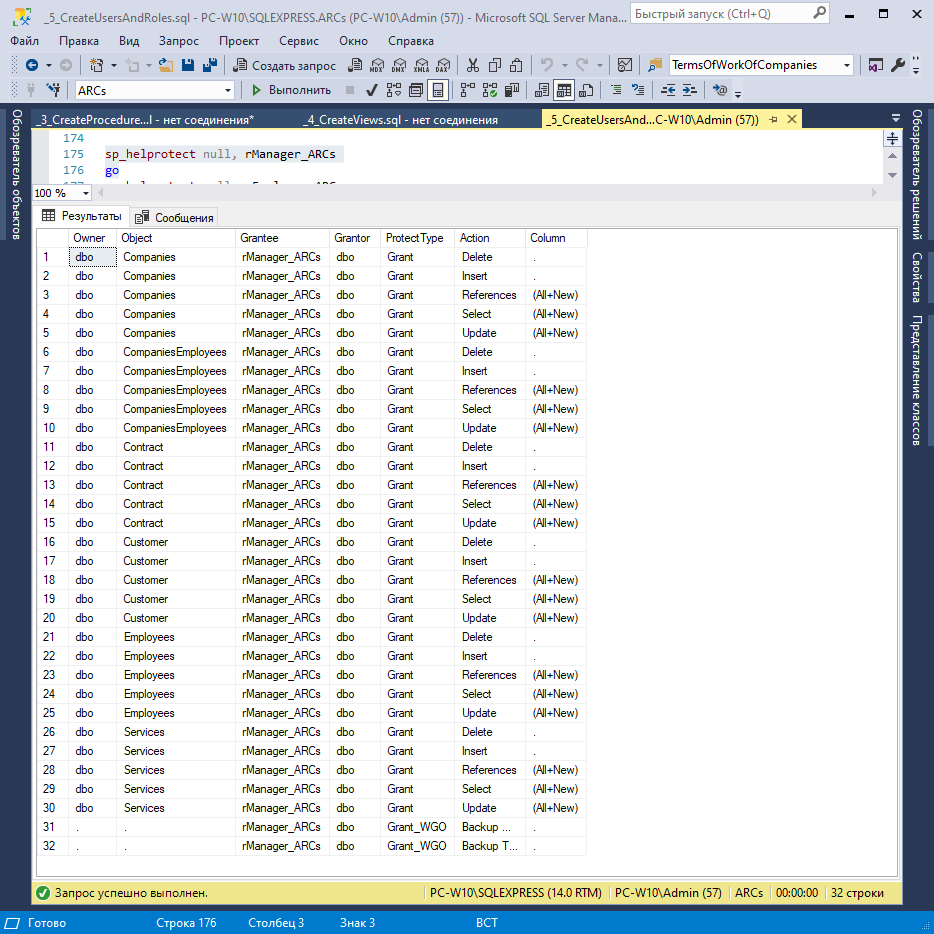 _5_CreateUsersAndRoles.sql - PC-W10\SQLEXPRESS.ARCs (PC-W10\Admin (57)) - Microsoft SQL Server Mana...
Быстрый запуск (Ctrl+Q)
Файл Правка Вид Запрос Проект Сервис Окно Справка
Создать запрос MDX DMX XMLA DAX TermsOfWorkOfCompanies
ARCs Выполнить
_3_CreateProcedure...l - нет соединения* _4_CreateViews.sql - нет соединения _5_CreateUsersAnd...C-W10\Admin (57))
Обозреватель объектов
Обозреватель решений
Свойства
Представление классов
174
175 sp_helprotect null, rManager_ARCs
176 go
100 %
Результаты Сообщения
Owner Object Grantee Grantor ProtectType Action Column
1 dbo Companies rManager_ARCs dbo Grant Delete .
2 dbo Companies rManager_ARCs dbo Grant Insert .
3 dbo Companies rManager_ARCs dbo Grant References (All+New)
4 dbo Companies rManager_ARCs dbo Grant Select (All+New)
5 dbo Companies rManager_ARCs dbo Grant Update (All+New)
6 dbo CompaniesEmployees rManager_ARCs dbo Grant Delete .
7 dbo CompaniesEmployees rManager_ARCs dbo Grant Insert .
8 dbo CompaniesEmployees rManager_ARCs dbo Grant References (All+New)
9 dbo CompaniesEmployees rManager_ARCs dbo Grant Select (All+New)
10 dbo CompaniesEmployees rManager_ARCs dbo Grant Update (All+New)
11 dbo Contract rManager_ARCs dbo Grant Delete .
12 dbo Contract rManager_ARCs dbo Grant Insert .
13 dbo Contract rManager_ARCs dbo Grant References (All+New)
14 dbo Contract rManager_ARCs dbo Grant Select (All+New)
15 dbo Contract rManager_ARCs dbo Grant Update (All+New)
16 dbo Customer rManager_ARCs dbo Grant Delete .
17 dbo Customer rManager_ARCs dbo Grant Insert .
18 dbo Customer rManager_ARCs dbo Grant References (All+New)
19 dbo Customer rManager_ARCs dbo Grant Select (All+New)
20 dbo Customer rManager_ARCs dbo Grant Update (All+New)
21 dbo Employees rManager_ARCs dbo Grant Delete .
22 dbo Employees rManager_ARCs dbo Grant Insert .
23 dbo Employees rManager_ARCs dbo Grant References (All+New)
24 dbo Employees rManager_ARCs dbo Grant Select (All+New)
25 dbo Employees rManager_ARCs dbo Grant Update (All+New)
26 dbo Services rManager_ARCs dbo Grant Delete .
27 dbo Services rManager_ARCs dbo Grant Insert .
28 dbo Services rManager_ARCs dbo Grant References (All+New)
29 dbo Services rManager_ARCs dbo Grant Select (All+New)
30 dbo Services rManager_ARCs dbo Grant Update (All+New)
31 . . rManager_ARCs dbo Grant_WGO Backup ... .
32 . . rManager_ARCs dbo Grant_WGO Backup T... .
Запрос успешно выполнен. PC-W10\SQLEXPRESS (14.0 RTM) PC-W10\Admin (57) ARCs 00:00:00 32 строки
Готово Строка 176 Столбец 3 Знак 3 ВСТ